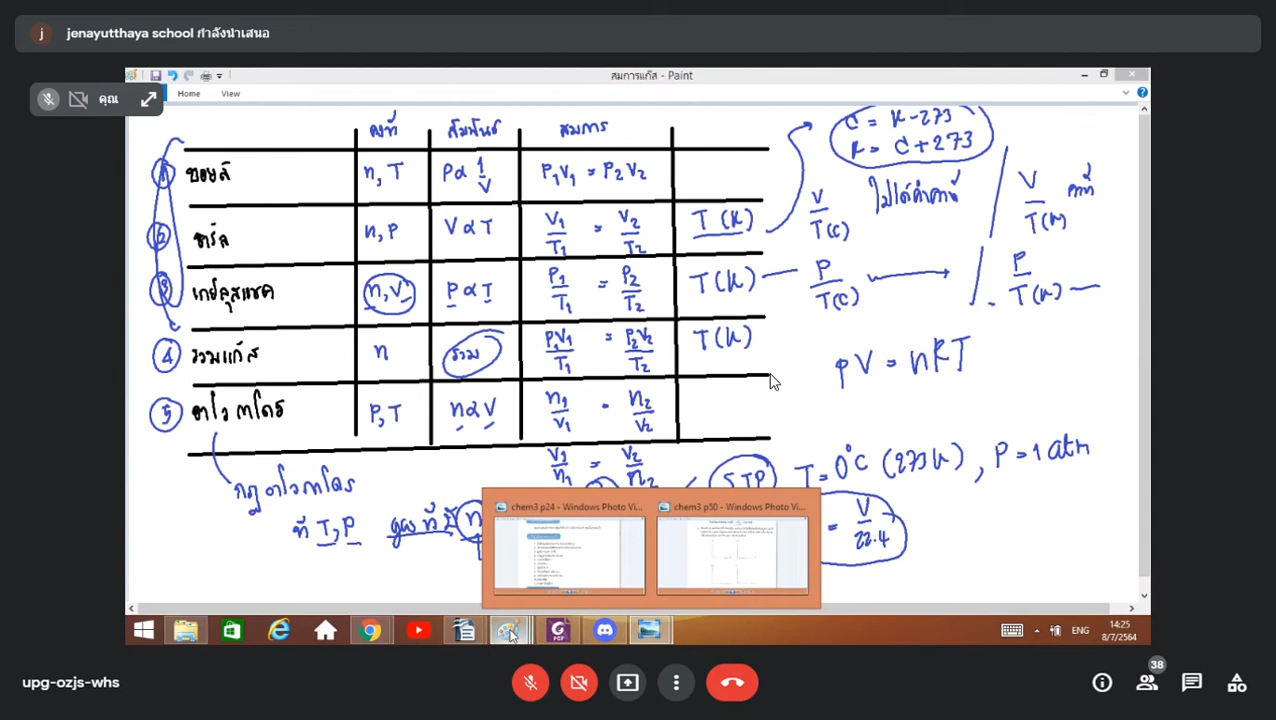 j jenayutthaya school กำลังนำเสนอ
สมการแก๊ส - Paint
คุณ
Home View
คงที่ สัมพันธ์ สมการ
C = K-273
K = C+273
① บอยล์ n, T P∝ 1/V P₁V₁ = P₂V₂
② ชาร์ล n, P V∝T V₁/T₁ = V₂/T₂ T(K)
V/T(C) ไม่ได้ค่าคงที่ V/T(K) คงที่
③ เกย์ลุสแซค n, V P∝T P₁/T₁ = P₂/T₂ T(K)
P/T(C) P/T(K)
④ รวมแก๊ส n รวม P₁V₁/T₁ = P₂V₂/T₂ T(K)
PV = nRT
⑤ อาโวกาโดร P, T n∝V n₁/V₁ = n₂/V₂
V₁/n₁ = V₂/n₂
STP T = 0°C (273K), P = 1 atm
กฎอาโวกาโดร
ที่ T, P
= V/22.4
chem3 p24 - Windows Photo Vi...
chem3 p50 - Windows Photo Vi...
PDF
ENG
14:25
8/7/2564
upg-ozjs-whs
38